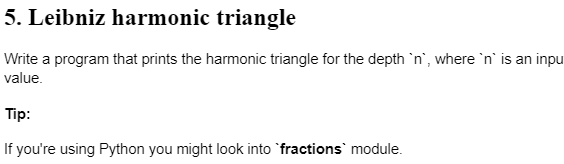 5. Leibniz harmonic triangle
Write a program that prints the harmonic triangle for the depth `n`, where `n` is an inpu
value.
Tip:
If you're using Python you might look into `fractions` module.